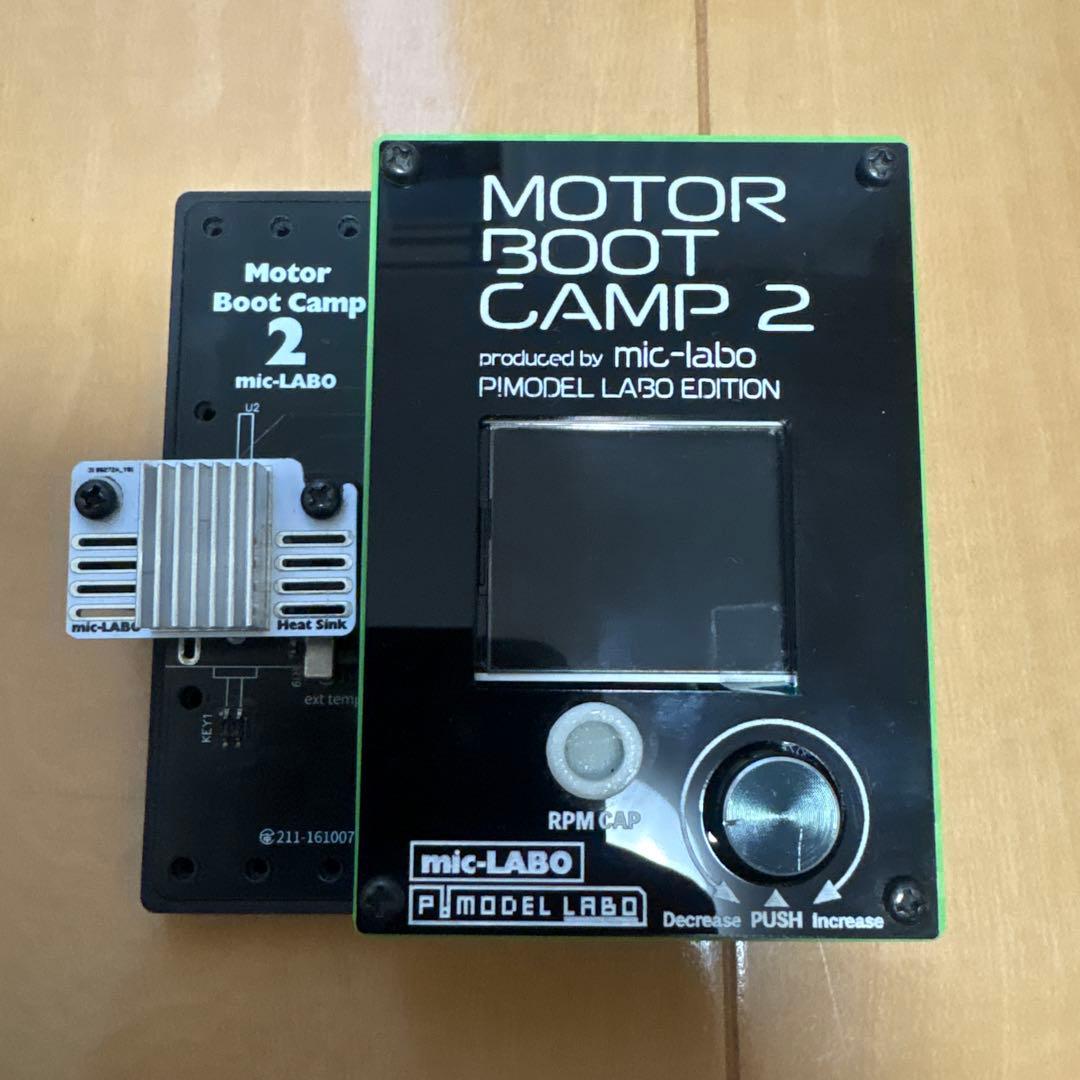 MOTOR
BOOT
CAMP 2
produced by mic-labo
P!MODEL LABO EDITION
RPM CAP
mic-LABO
P!MODEL LABO
Decrease PUSH Increase
Motor
Boot Camp
2
mic-LABO
U2
mic-LABO
Heat Sink
ext temp
KEY1
211-161007